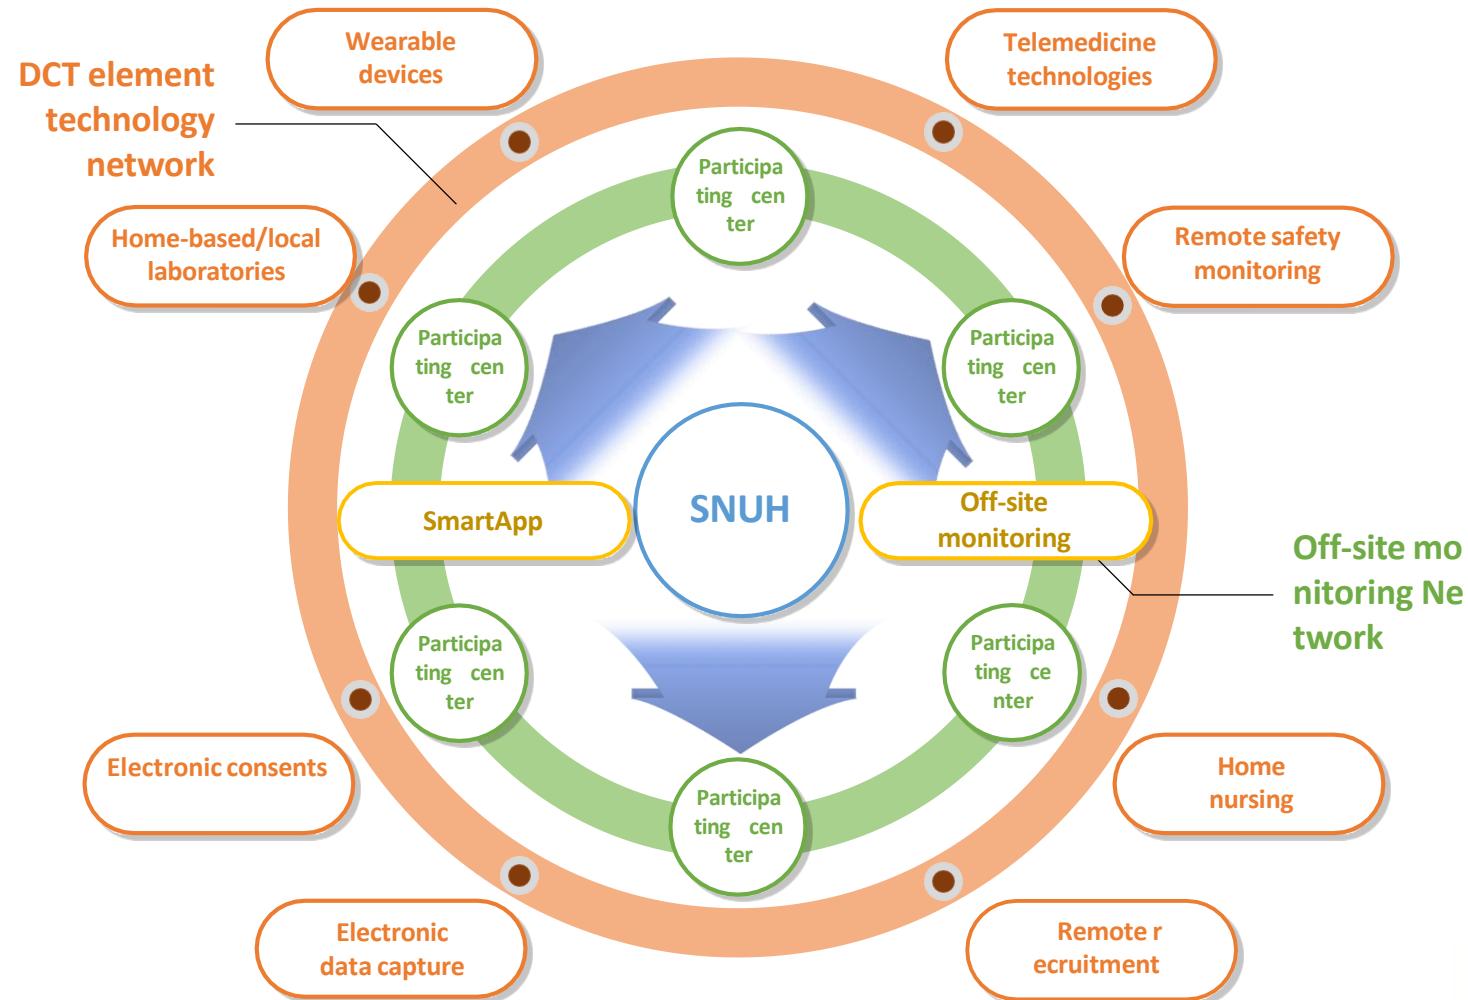 Wearable
devices
Telemedicine
technologies
DCT element
technology
network
Participa
ting cen
ter
Home-based/local
laboratories
Remote safety
monitoring
Participa
ting cen
ter
Participa
ting cen
ter
SmartApp
SNUH
Off-site
monitoring
Off-site mo
nitoring Ne
twork
Participa
ting cen
ter
Participa
ting ce
nter
Electronic consents
Home
nursing
Participa
ting cen
ter
Electronic
data capture
Remote r
ecruitment